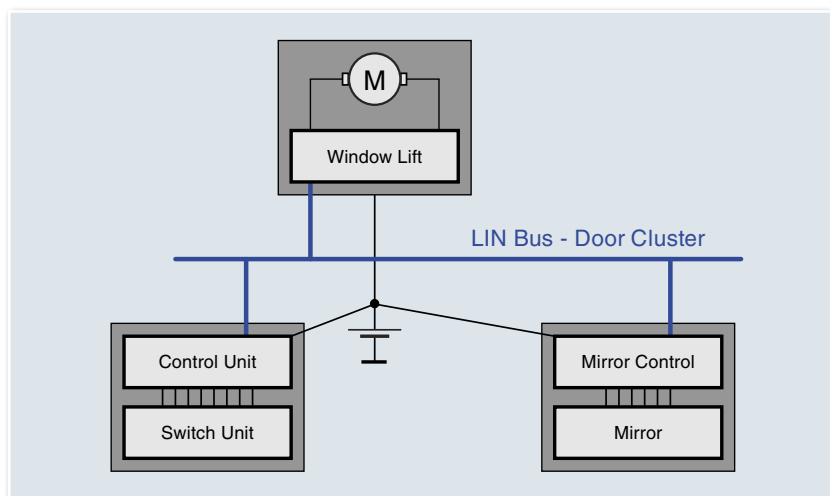 M
Window Lift
LIN Bus - Door Cluster
Control Unit
Switch Unit
Mirror Control
Mirror